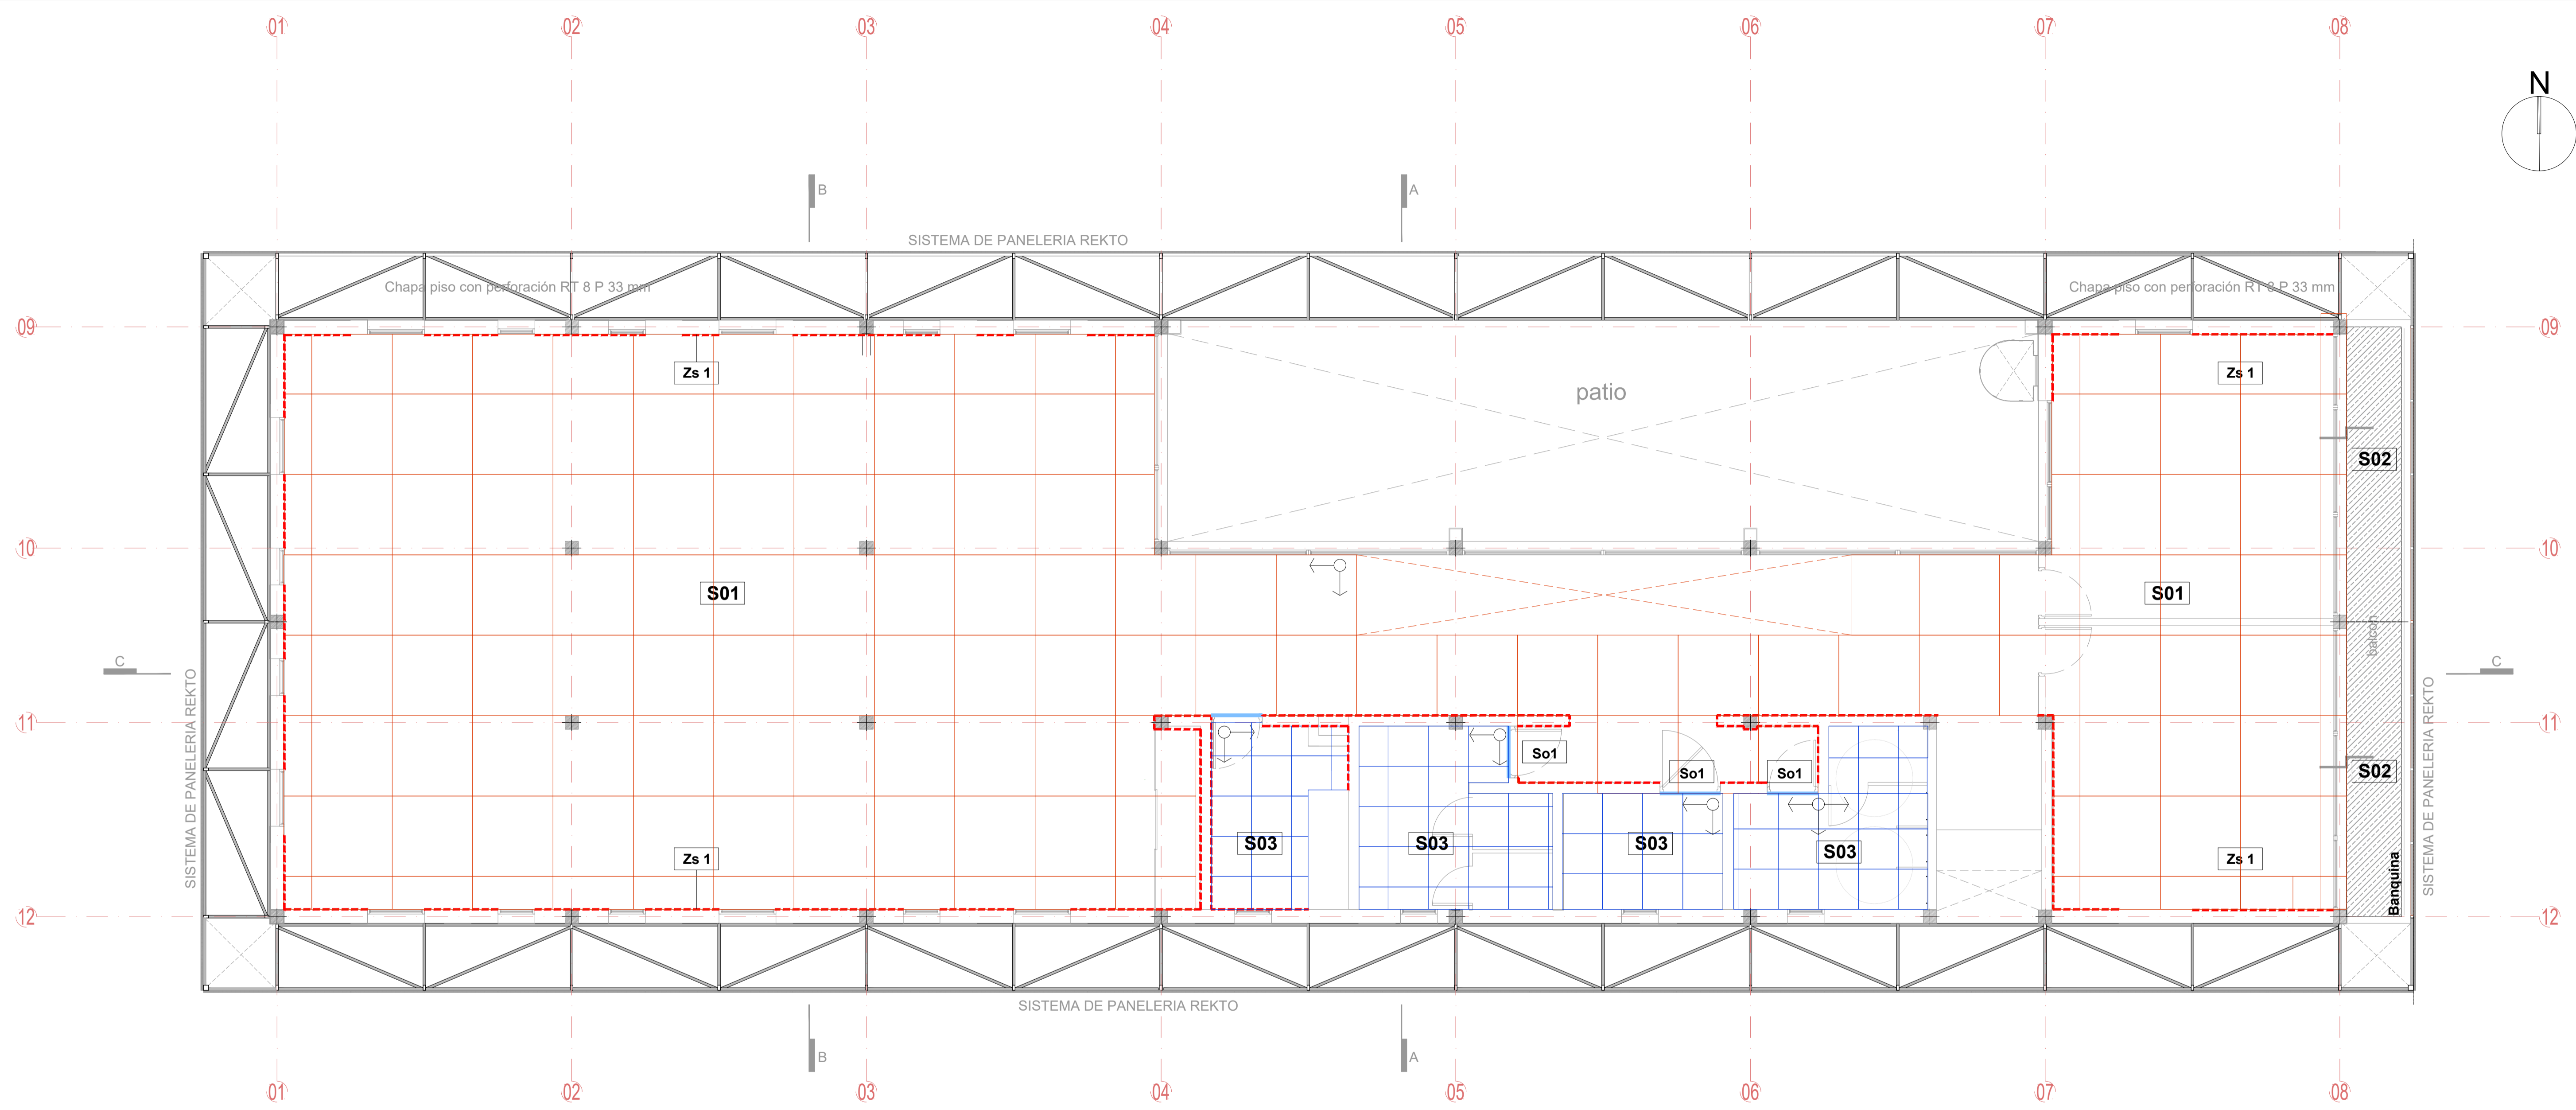 01 02 03 04 05 06 07 08
N
B A
SISTEMA DE PANELERIA REKTO
Chapa piso con perforación RT 8 P 33 mm Chapa piso con perforación RT 8 P 33 mm
09 09
Zs 1 Zs 1
patio
S02
10 10
S01 S01
balcon
C C
SISTEMA DE PANELERIA REKTO SISTEMA DE PANELERIA REKTO
11 11
So1 So1 So1 S02
S03 S03 S03 S03
Zs 1 Zs 1
Banquina
12 12
SISTEMA DE PANELERIA REKTO
B A
01 02 03 04 05 06 07 08